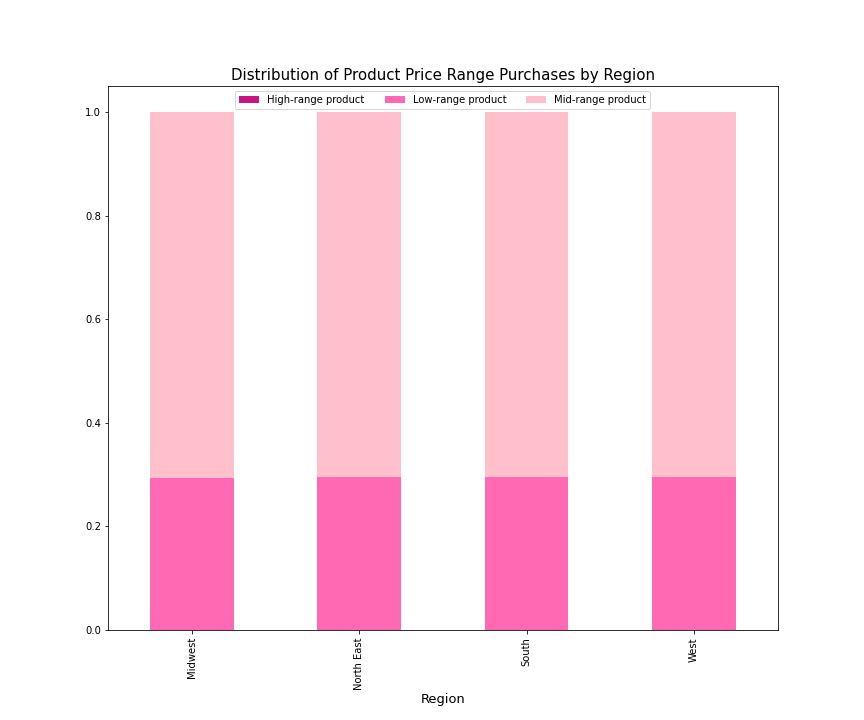 Distribution of Product Price Range Purchases by Region
High-range product Low-range product Mid-range product
1.0
0.8
0.6
0.4
0.2
0.0
Midwest
North East
South
West
Region